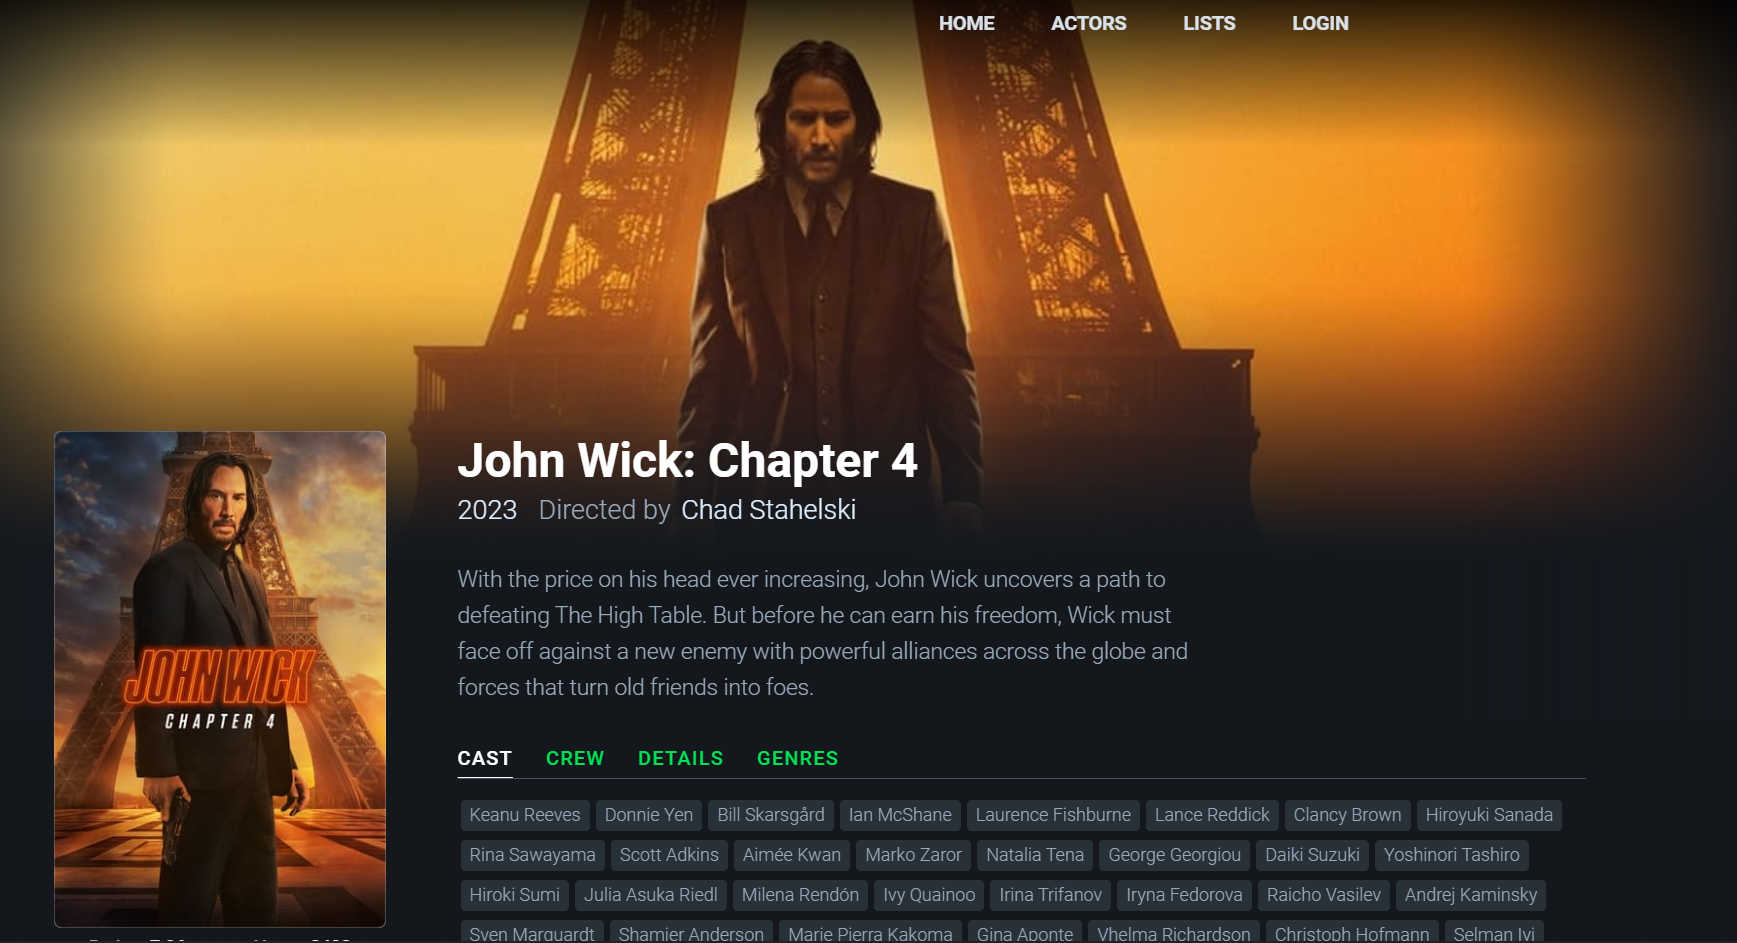 HOME ACTORS LISTS LOGIN
John Wick: Chapter 4
2023 Directed by Chad Stahelski
With the price on his head ever increasing, John Wick uncovers a path to
defeating The High Table. But before he can earn his freedom, Wick must
face off against a new enemy with powerful alliances across the globe and
forces that turn old friends into foes.
JOHN WICK
CHAPTER 4
CAST CREW DETAILS GENRES
Keanu Reeves Donnie Yen Bill Skarsgård Ian McShane Laurence Fishburne Lance Reddick Clancy Brown Hiroyuki Sanada
Rina Sawayama Scott Adkins Aimée Kwan Marko Zaror Natalia Tena George Georgiou Daiki Suzuki Yoshinori Tashiro
Hiroki Sumi Julia Asuka Riedl Milena Rendón Ivy Quainoo Irina Trifanov Iryna Fedorova Raicho Vasilev Andrej Kaminsky
Sven Marquardt Shamier Anderson Marie Pierra Kakoma Gina Aponte Vhelma Richardson Christoph Hofmann Selman Ivi